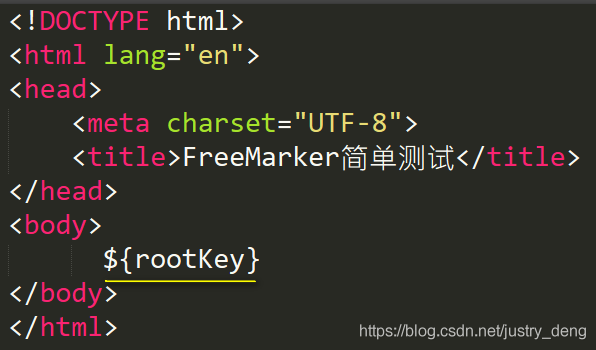 <!DOCTYPE html>
<html lang="en">
<head>
    <meta charset="UTF-8">
    <title>FreeMarker简单测试</title>
</head>
<body>
      ${rootKey}
</body>
</html>
https://blog.csdn.net/justry_deng